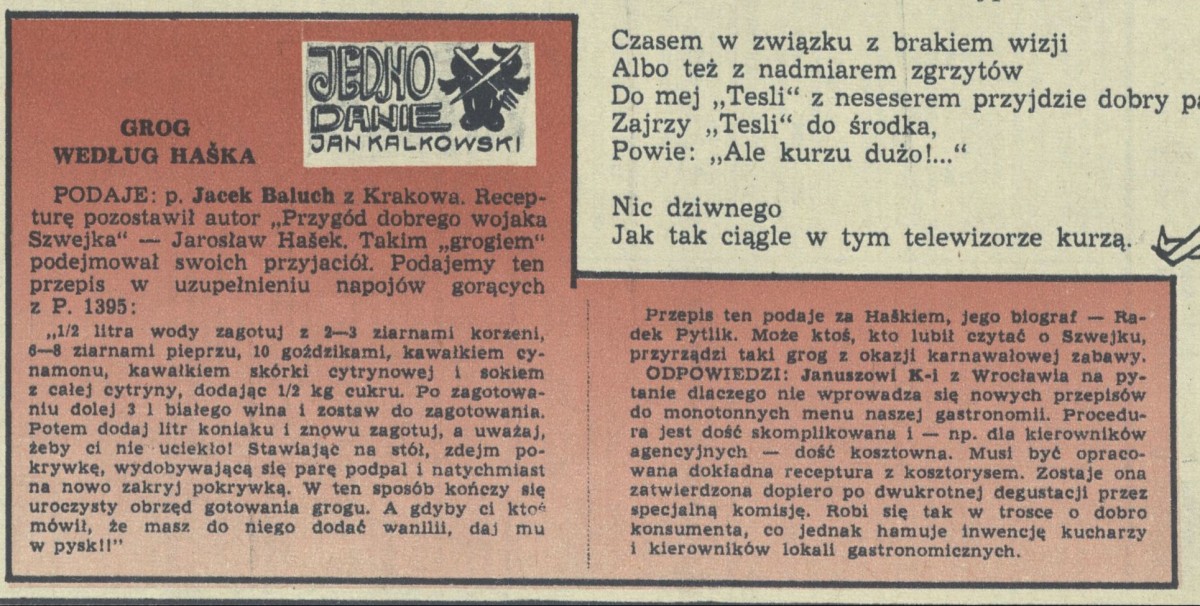 JEDNO
DANIE
JAN KALKOWSKI
GROG
WEDŁUG HAŠKA
PODAJE: p. Jacek Baluch z Krakowa. Recep-
turę pozostawił autor „Przygód dobrego wojaka
Szwejka“ — Jarosław Hašek. Takim „grogiem“
podejmował swoich przyjaciół. Podajemy ten
przepis w uzupełnieniu napojów gorących
z P. 1395:
„1/2 litra wody zagotuj z 2—3 ziarnami korzeni,
6—8 ziarnami pieprzu, 10 goździkami, kawałkiem cy-
namonu, kawałkiem skórki cytrynowej i sokiem
z całej cytryny, dodając 1/2 kg cukru. Po zagotowa-
niu dolej 3 l białego wina i zostaw do zagotowania.
Potem dodaj litr koniaku i znowu zagotuj, a uważaj,
żeby ci nie uciekło! Stawiając na stół, zdejm po-
krywkę, wydobywającą się parę podpal i natychmiast
na nowo zakryj pokrywką. W ten sposób kończy się
uroczysty obrzęd gotowania grogu. A gdyby ci ktoś
mówił, że masz do niego dodać wanilii, daj mu
w pysk!!"
Czasem w związku z brakiem wizji
Albo też z nadmiarem zgrzytów
Do mej „Tesli“ z neseserem przyjdzie dobry
Zajrzy „Tesli“ do środka,
Powie: „Ale kurzu dużo!...“
Nic dziwnego
Jak tak ciągle w tym telewizorze kurzą.
Przepis ten podaje za Haškiem, jego biograf — Ra-
dek Pytlik. Może ktoś, kto lubił czytać o Szwejku,
przyrządzi taki grog z okazji karnawałowej zabawy.
ODPOWIEDZI: Januszowi K-i z Wrocławia na py-
tanie dlaczego nie wprowadza się nowych przepisów
do monotonnych menu naszej gastronomii. Procedu-
ra jest dość skomplikowana i — np. dla kierowników
agencyjnych — dość kosztowna. Musi być opraco-
wana dokładna receptura z kosztorysem. Zostaje ona
zatwierdzona dopiero po dwukrotnej degustacji przez
specjalną komisję. Robi się tak w trosce o dobro
konsumenta, co jednak hamuje inwencję kucharzy
i kierowników lokali gastronomicznych.